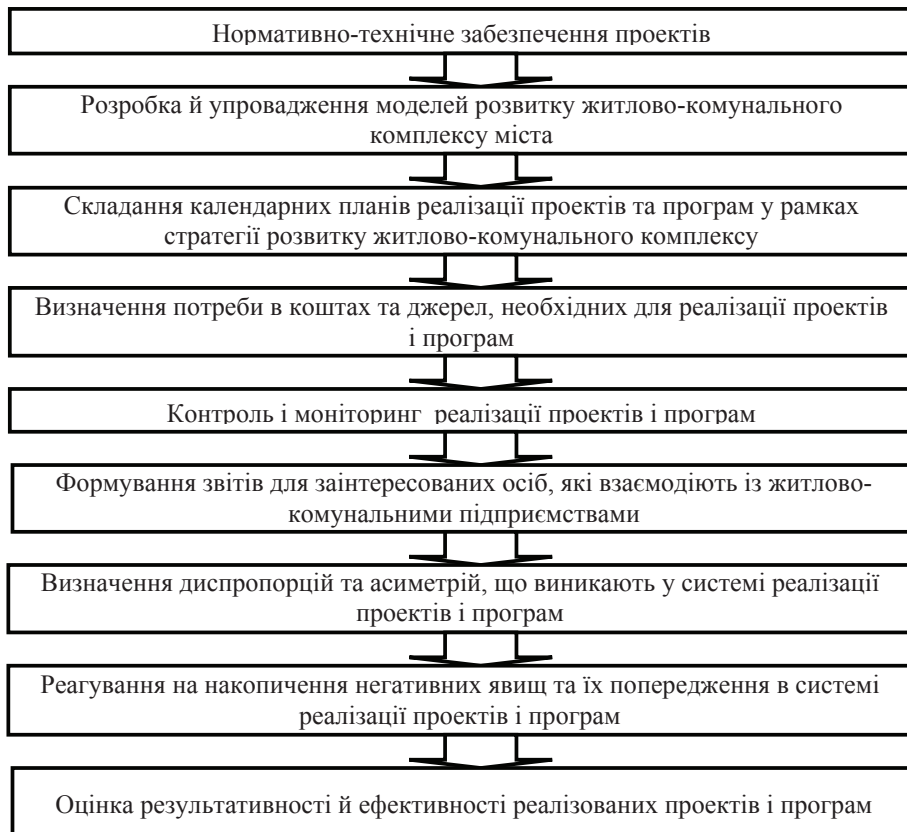 Нормативно-технічне забезпечення проектів
Розробка й упровадження моделей розвитку житлово-комунального
комплексу міста
Складання календарних планів реалізації проектів та програм у рамках
стратегії розвитку житлово-комунального комплексу
Визначення потреби в коштах та джерел, необхідних для реалізації проектів
і програм
Контроль і моніторинг реалізації проектів і програм
Формування звітів для заінтересованих осіб, які взаємодіють із житлово-
комунальними підприємствами
Визначення диспропорцій та асиметрій, що виникають у системі реалізації
проектів і програм
Реагування на накопичення негативних явищ та їх попередження в системі
реалізації проектів і програм
Оцінка результативності й ефективності реалізованих проектів і програм